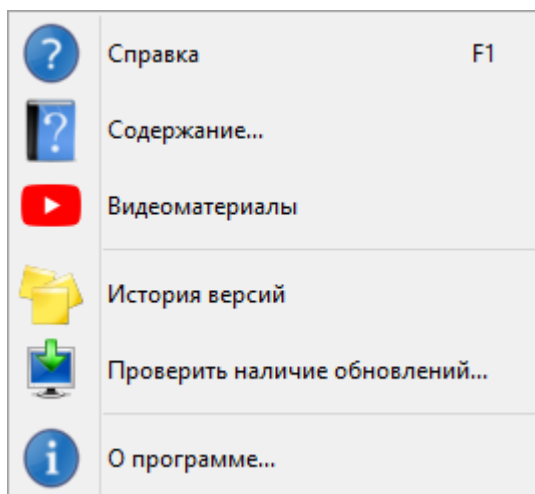 Справка F1
Содержание...
Видеоматериалы
История версий
Проверить наличие обновлений...
О программе...